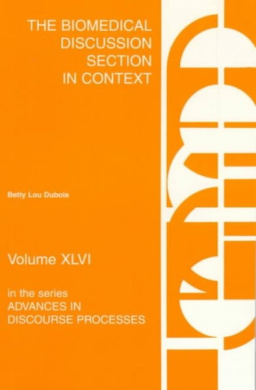 THE BIOMEDICAL
DISCUSSION
SECTION
IN CONTEXT
Betty Lou Dubois
Volume XLVI
in the series
ADVANCES IN
DISCOURSE PROCESSES